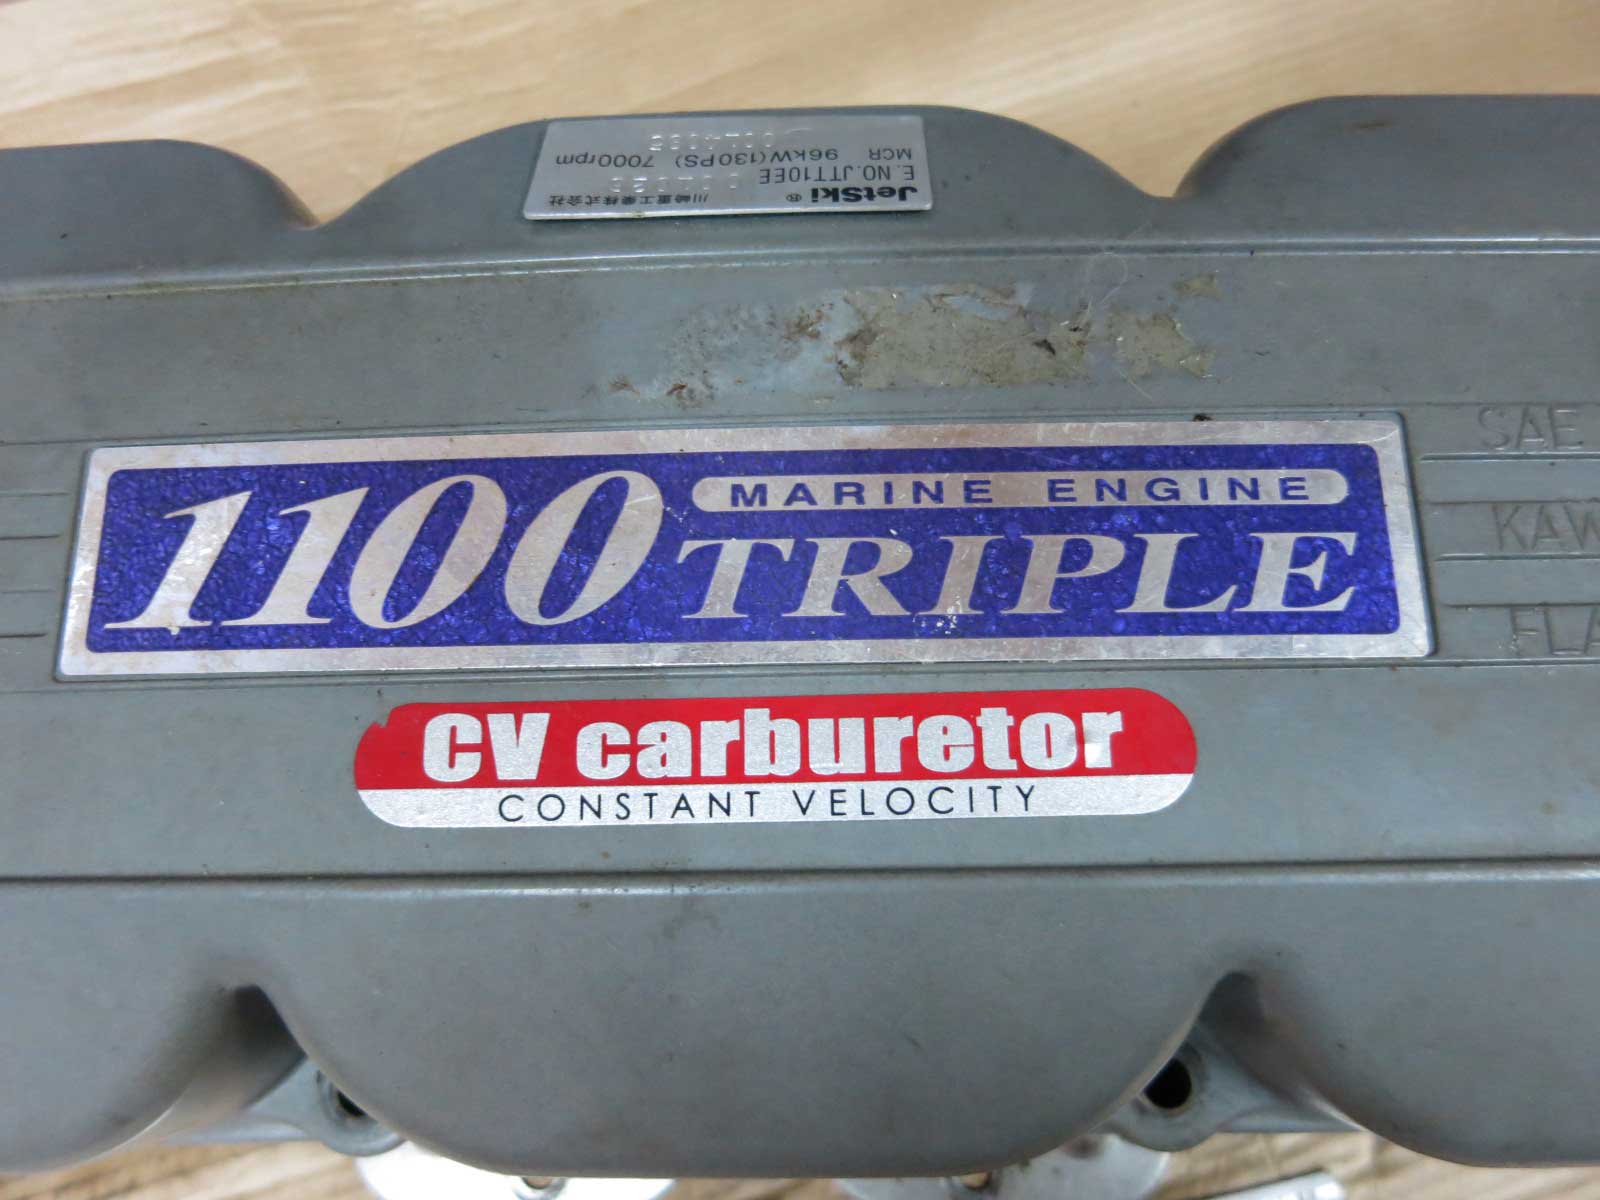 JetSki® 川崎重工業株式会社
E.NO.JTT10EE
MCR 96kW(130PS) 7000rpm
SAE
KAW
FLA
1100 MARINE ENGINE
TRIPLE
CV carburetor
CONSTANT VELOCITY